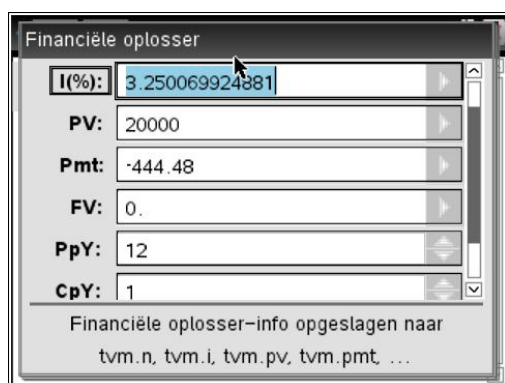 Financiële oplosser
I(%): 3.250069924881
PV: 20000
Pmt: -444.48
FV: 0.
PpY: 12
CpY: 1
Financiële oplosser-info opgeslagen naar
tvm.n, tvm.i, tvm.pv, tvm.pmt, ...